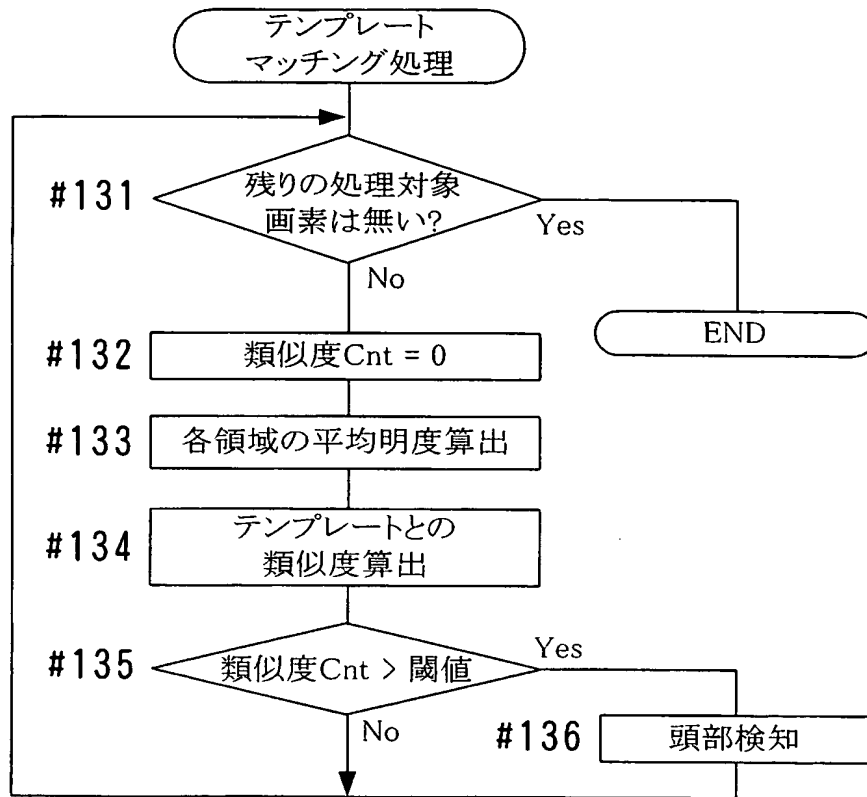 テンプレート
マッチング処理
#131
残りの処理対象
画素は無い?
Yes
No
END
#132
類似度Cnt = 0
#133
各領域の平均明度算出
#134
テンプレートとの
類似度算出
#135
類似度Cnt > 閾値
Yes
No
#136
頭部検知